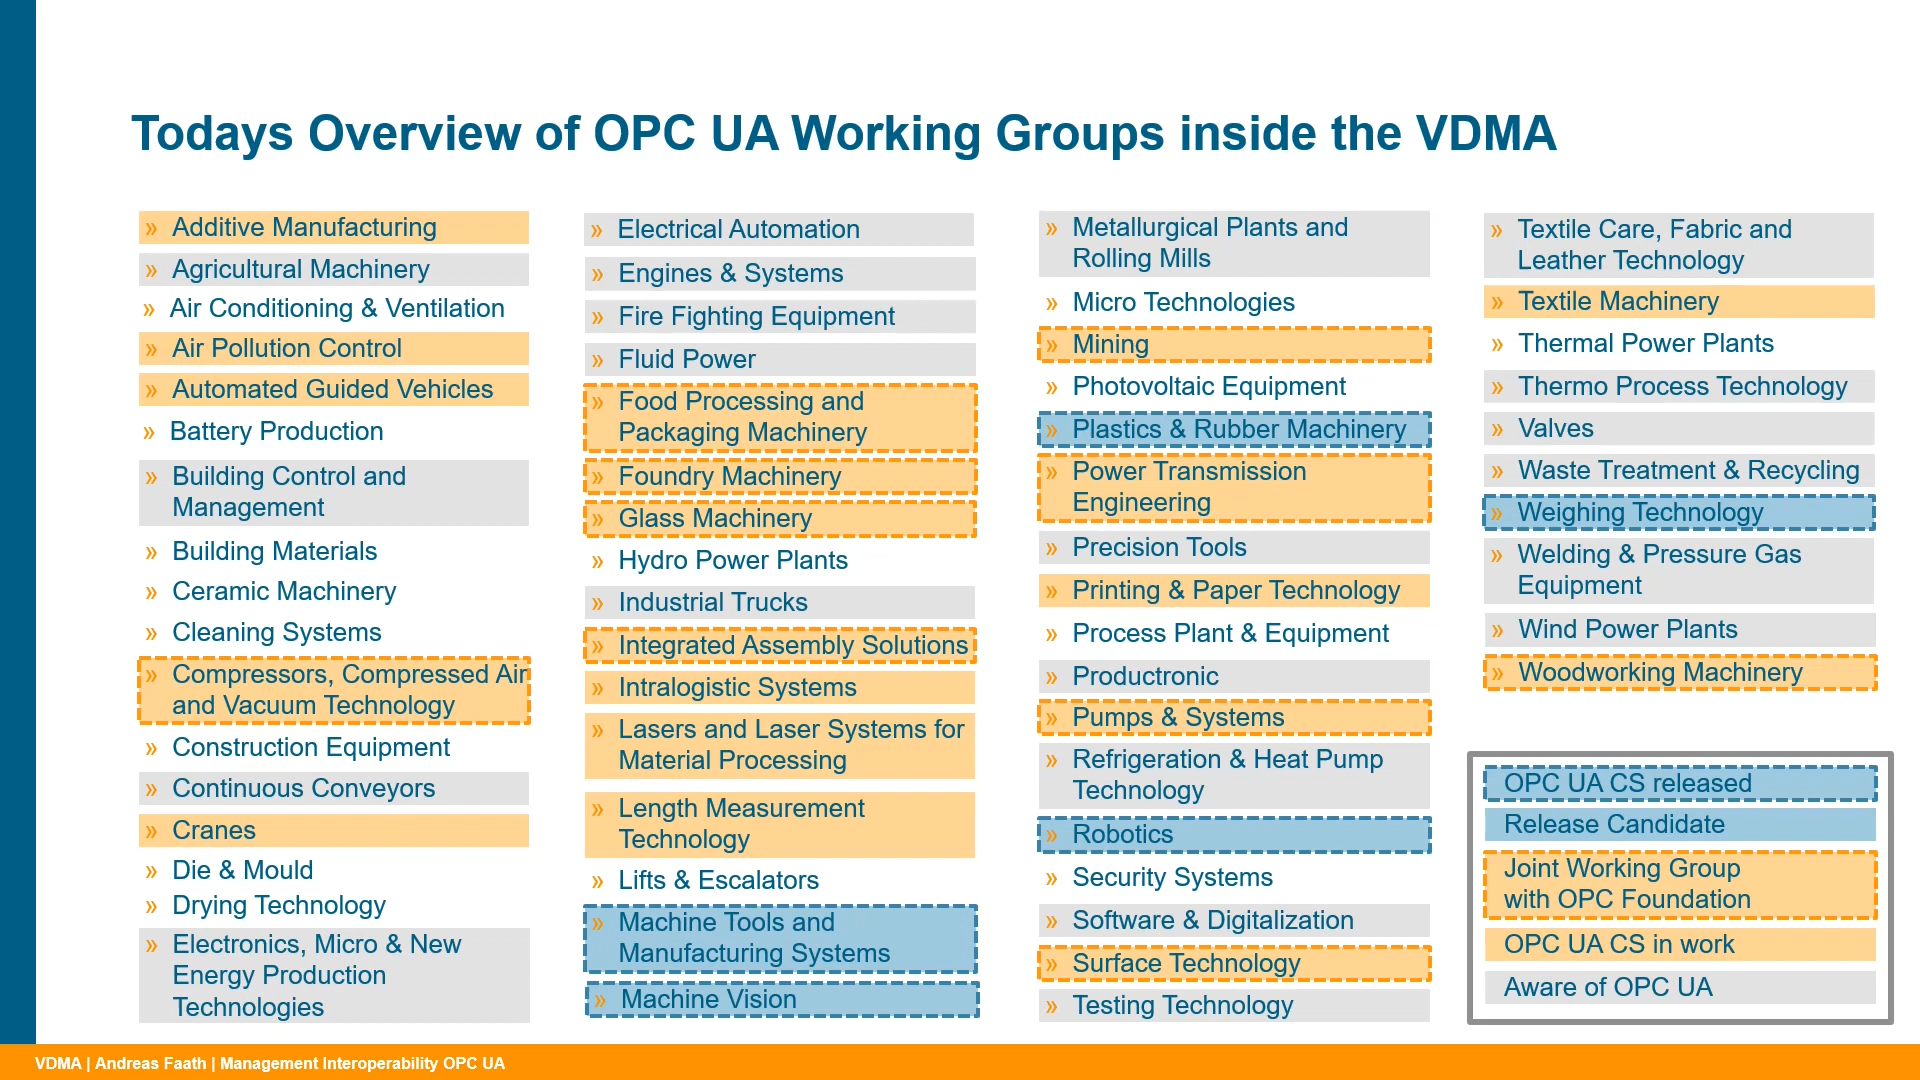 Todays Overview of OPC UA Working Groups inside the VDMA
» Additive Manufacturing
» Agricultural Machinery
» Air Conditioning & Ventilation
» Air Pollution Control
» Automated Guided Vehicles
» Battery Production
» Building Control and
Management
» Building Materials
» Ceramic Machinery
» Cleaning Systems
» Compressors, Compressed Air
and Vacuum Technology
» Construction Equipment
» Continuous Conveyors
» Cranes
» Die & Mould
» Drying Technology
» Electronics, Micro & New
Energy Production
Technologies
» Electrical Automation
» Engines & Systems
» Fire Fighting Equipment
» Fluid Power
» Food Processing and
Packaging Machinery
» Foundry Machinery
» Glass Machinery
» Hydro Power Plants
» Industrial Trucks
» Integrated Assembly Solutions
» Intralogistic Systems
» Lasers and Laser Systems for
Material Processing
» Length Measurement
Technology
» Lifts & Escalators
» Machine Tools and
Manufacturing Systems
» Machine Vision
» Metallurgical Plants and
Rolling Mills
» Micro Technologies
» Mining
» Photovoltaic Equipment
» Plastics & Rubber Machinery
» Power Transmission
Engineering
» Precision Tools
» Printing & Paper Technology
» Process Plant & Equipment
» Productronic
» Pumps & Systems
» Refrigeration & Heat Pump
Technology
» Robotics
» Security Systems
» Software & Digitalization
» Surface Technology
» Testing Technology
» Textile Care, Fabric and
Leather Technology
» Textile Machinery
» Thermal Power Plants
» Thermo Process Technology
» Valves
» Waste Treatment & Recycling
» Weighing Technology
» Welding & Pressure Gas
Equipment
» Wind Power Plants
» Woodworking Machinery
OPC UA CS released
Release Candidate
Joint Working Group
with OPC Foundation
OPC UA CS in work
Aware of OPC UA
VDMA | Andreas Faath | Management Interoperability OPC UA